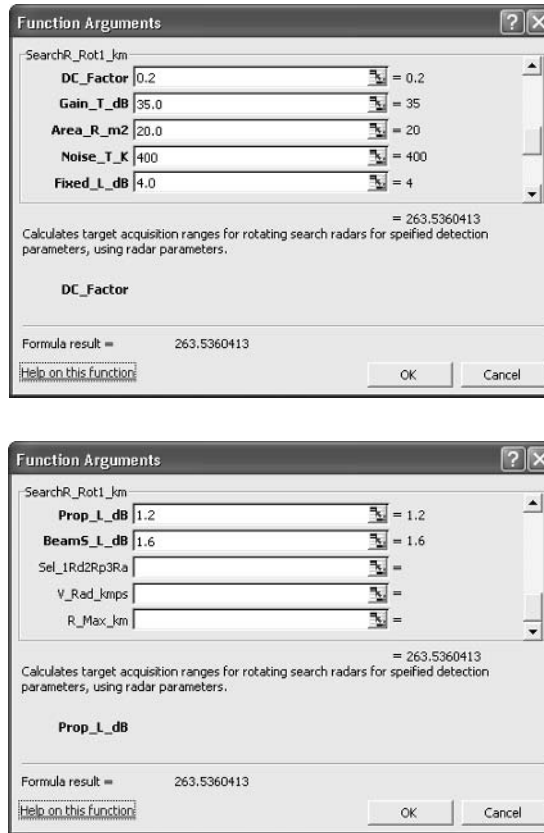 Function Arguments
SearchR_Rot1_km
DC_Factor 0.2 = 0.2
Gain_T_dB 35.0 = 35
Area_R_m2 20.0 = 20
Noise_T_K 400 = 400
Fixed_L_dB 4.0 = 4
= 263.5360413
Calculates target acquisition ranges for rotating search radars for speified detection
parameters, using radar parameters.
DC_Factor
Formula result = 263.5360413
Help on this function OK Cancel
Function Arguments
SearchR_Rot1_km
Prop_L_dB 1.2 = 1.2
BeamS_L_dB 1.6 = 1.6
Sel_1Rd2Rp3Ra =
V_Rad_kmps =
R_Max_km =
= 263.5360413
Calculates target acquisition ranges for rotating search radars for speified detection
parameters, using radar parameters.
Prop_L_dB
Formula result = 263.5360413
Help on this function OK Cancel